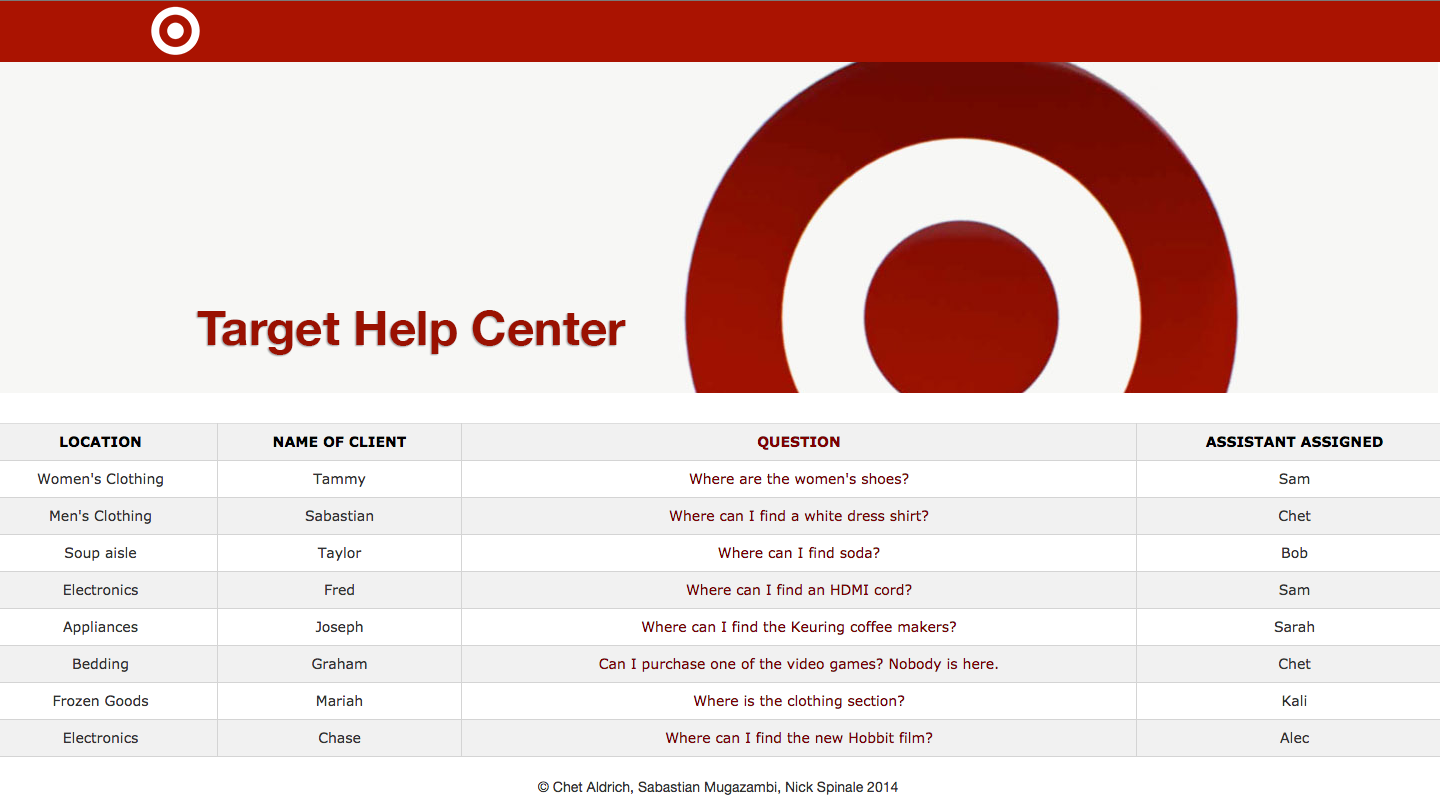 Target Help Center
LOCATION NAME OF CLIENT QUESTION ASSISTANT ASSIGNED
Women's Clothing Tammy Where are the women's shoes? Sam
Men's Clothing Sabastian Where can I find a white dress shirt? Chet
Soup aisle Taylor Where can I find soda? Bob
Electronics Fred Where can I find an HDMI cord? Sam
Appliances Joseph Where can I find the Keuring coffee makers? Sarah
Bedding Graham Can I purchase one of the video games? Nobody is here. Chet
Frozen Goods Mariah Where is the clothing section? Kali
Electronics Chase Where can I find the new Hobbit film? Alec
© Chet Aldrich, Sabastian Mugazambi, Nick Spinale 2014